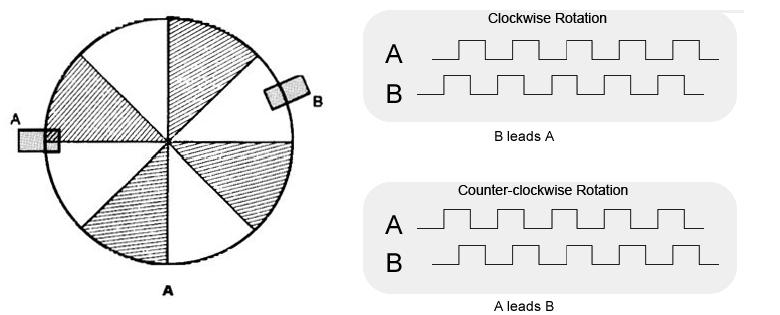 A
B
A
Clockwise Rotation
A
B
B leads A
Counter-clockwise Rotation
A
B
A leads B